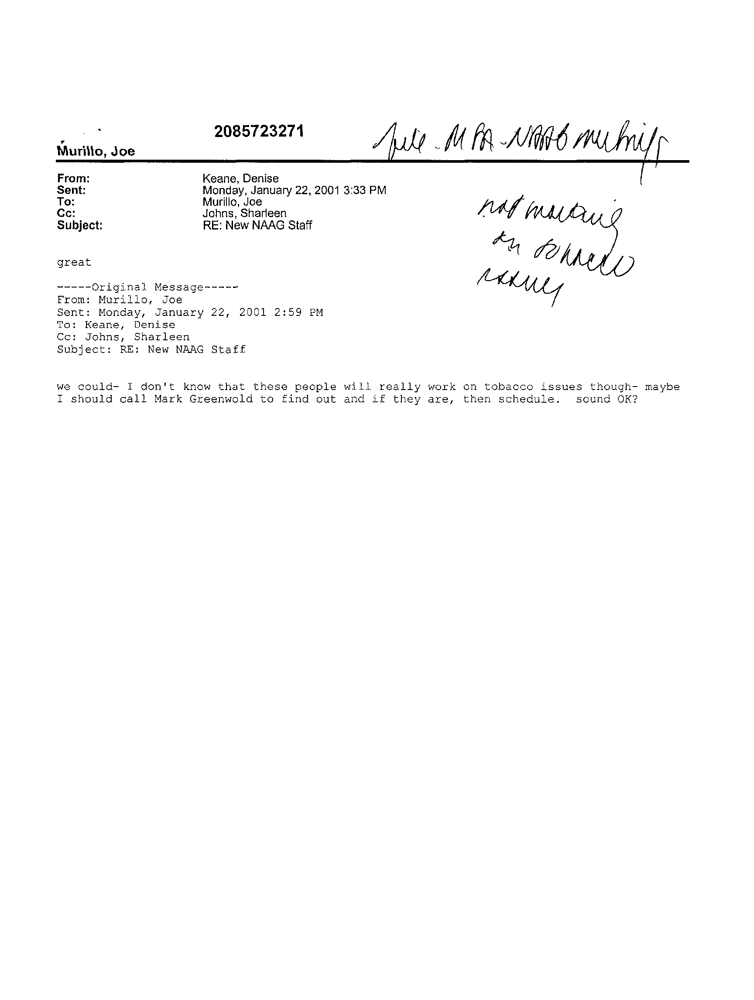 2085723271
file - MSA - NAAG meetings
Murillo, Joe
From: Keane, Denise
Sent: Monday, January 22, 2001 3:33 PM
To: Murillo, Joe
Cc: Johns, Sharleen
Subject: RE: New NAAG Staff
not working
on tobacco
issues
great
-----Original Message-----
From: Murillo, Joe
Sent: Monday, January 22, 2001 2:59 PM
To: Keane, Denise
Cc: Johns, Sharleen
Subject: RE: New NAAG Staff
we could- I don't know that these people will really work on tobacco issues though- maybe
I should call Mark Greenwold to find out and if they are, then schedule.  sound OK?